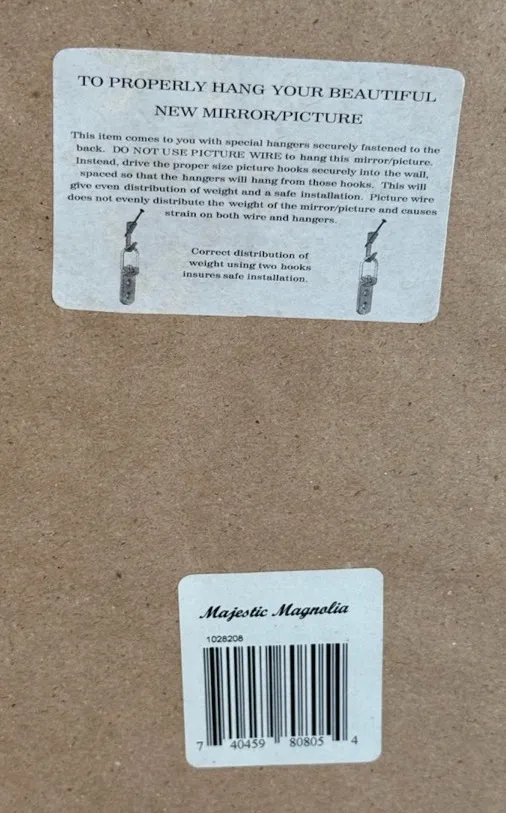 TO PROPERLY HANG YOUR BEAUTIFUL
NEW MIRROR/PICTURE
This item comes to you with special hangers securely fastened to the
back. DO NOT USE PICTURE WIRE to hang this mirror/picture.
Instead, drive the proper size picture hooks securely into the wall,
spaced so that the hangers will hang from those hooks. This will
give even distribution of weight and a safe installation. Picture wire
does not evenly distribute the weight of the mirror/picture and causes
strain on both wire and hangers.
Correct distribution of
weight using two hooks
insures safe installation.
Majestic Magnolia
1028208
7 40459 80805 4